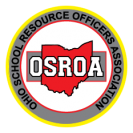 OHIO SCHOOL RESOURCE OFFICERS ASSOCIATION
OSROA